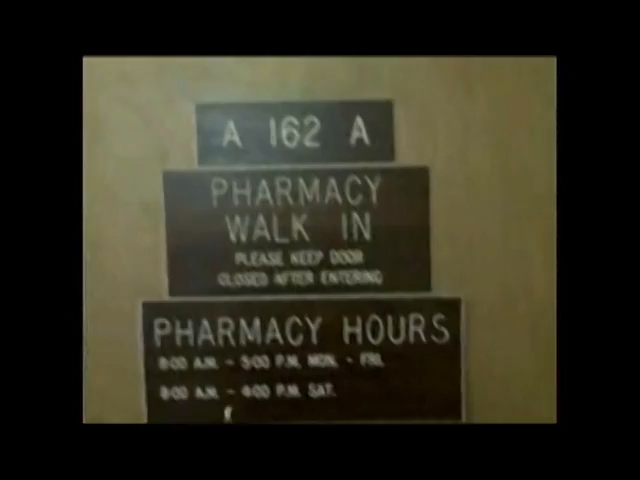 A 162 A
PHARMACY
WALK IN
PLEASE KEEP DOOR
CLOSED AFTER ENTERING
PHARMACY HOURS
8:00 A.M. - 5:00 P.M. MON. - FRI.
8:00 A.M. - 4:00 P.M. SAT.